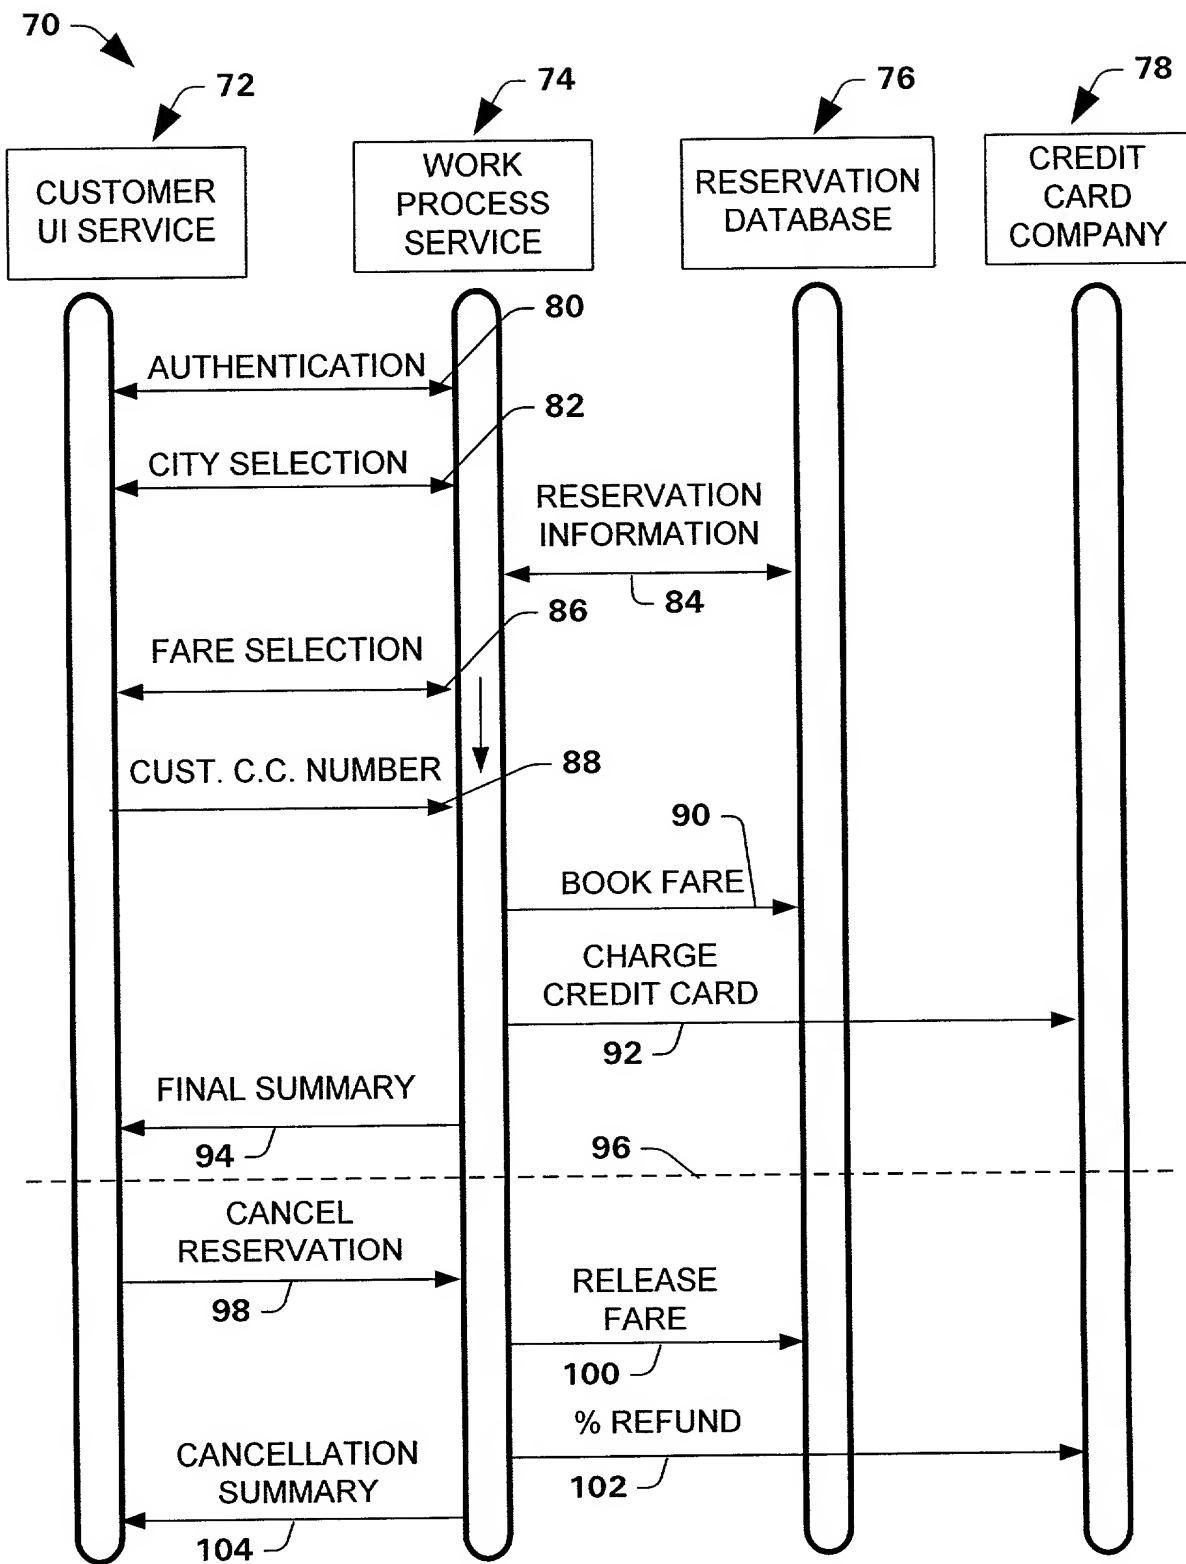 70
72
74
76
78
CUSTOMER
UI SERVICE
WORK
PROCESS
SERVICE
RESERVATION
DATABASE
CREDIT
CARD
COMPANY
80
AUTHENTICATION
82
CITY SELECTION
RESERVATION
INFORMATION
84
86
FARE SELECTION
88
CUST. C.C. NUMBER
90
BOOK FARE
CHARGE
CREDIT CARD
92
FINAL SUMMARY
94
96
CANCEL
RESERVATION
98
RELEASE
FARE
100
% REFUND
102
CANCELLATION
SUMMARY
104